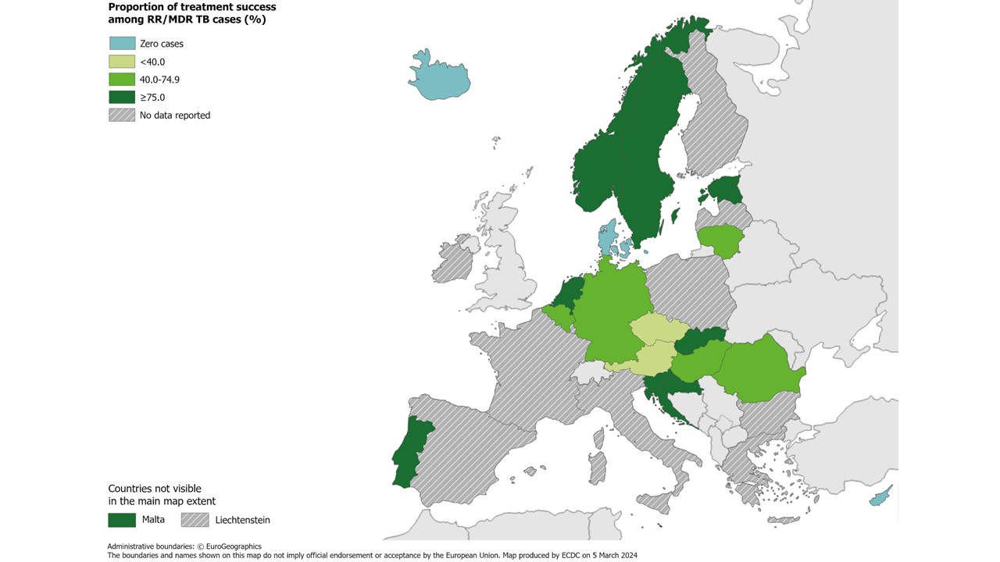 Proportion of treatment success
among RR/MDR TB cases (%)
Zero cases
<40.0
40.0-74.9
≥75.0
No data reported
Countries not visible
in the main map extent
Malta
Liechtenstein
Administrative boundaries: © EuroGeographics
The boundaries and names shown on this map do not imply official endorsement or acceptance by the European Union. Map produced by ECDC on 5 March 2024